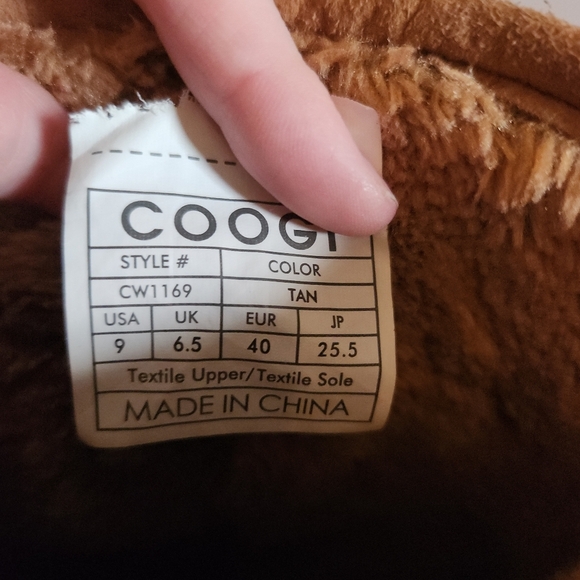 COOGI
STYLE # COLOR
CW1169 TAN
USA UK EUR JP
9 6.5 40 25.5
Textile Upper/Textile Sole
MADE IN CHINA